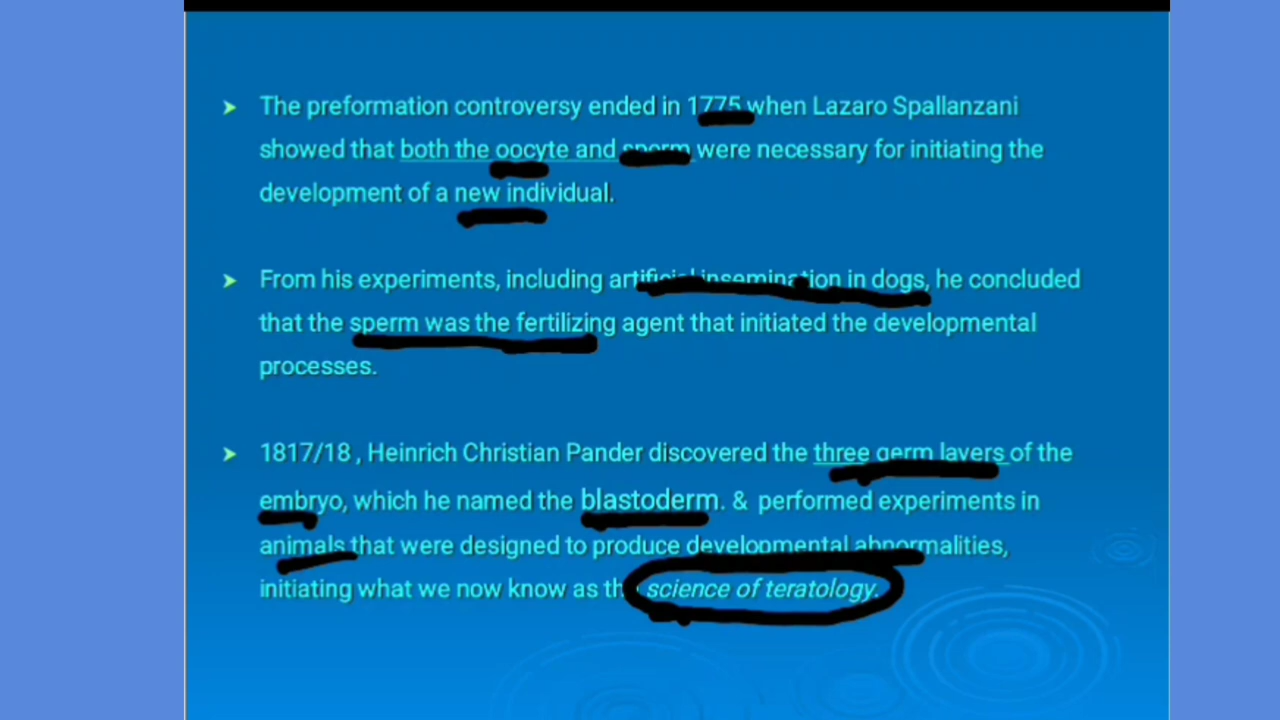 The preformation controversy ended in 1775 when Lazaro Spallanzani
showed that both the oocyte and sperm were necessary for initiating the
development of a new individual.
From his experiments, including artificial insemination in dogs, he concluded
that the sperm was the fertilizing agent that initiated the developmental
processes.
1817/18 , Heinrich Christian Pander discovered the three germ layers of the
embryo, which he named the blastoderm. & performed experiments in
animals that were designed to produce developmental abnormalities,
initiating what we now know as the science of teratology.